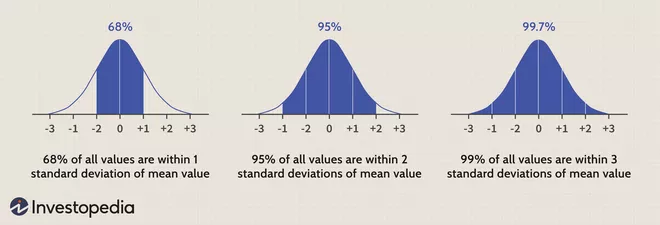 68%
95%
99.7%
-3 -1 -2 0 +1 +2 +3
-3 -1 -2 0 +1 +2 +3
-3 -2 -1 0 +1 +2 +3
68% of all values are within 1
standard deviation of mean value
95% of all values are within 2
standard deviations of mean value
99% of all values are within 3
standard deviations of mean value
Investopedia